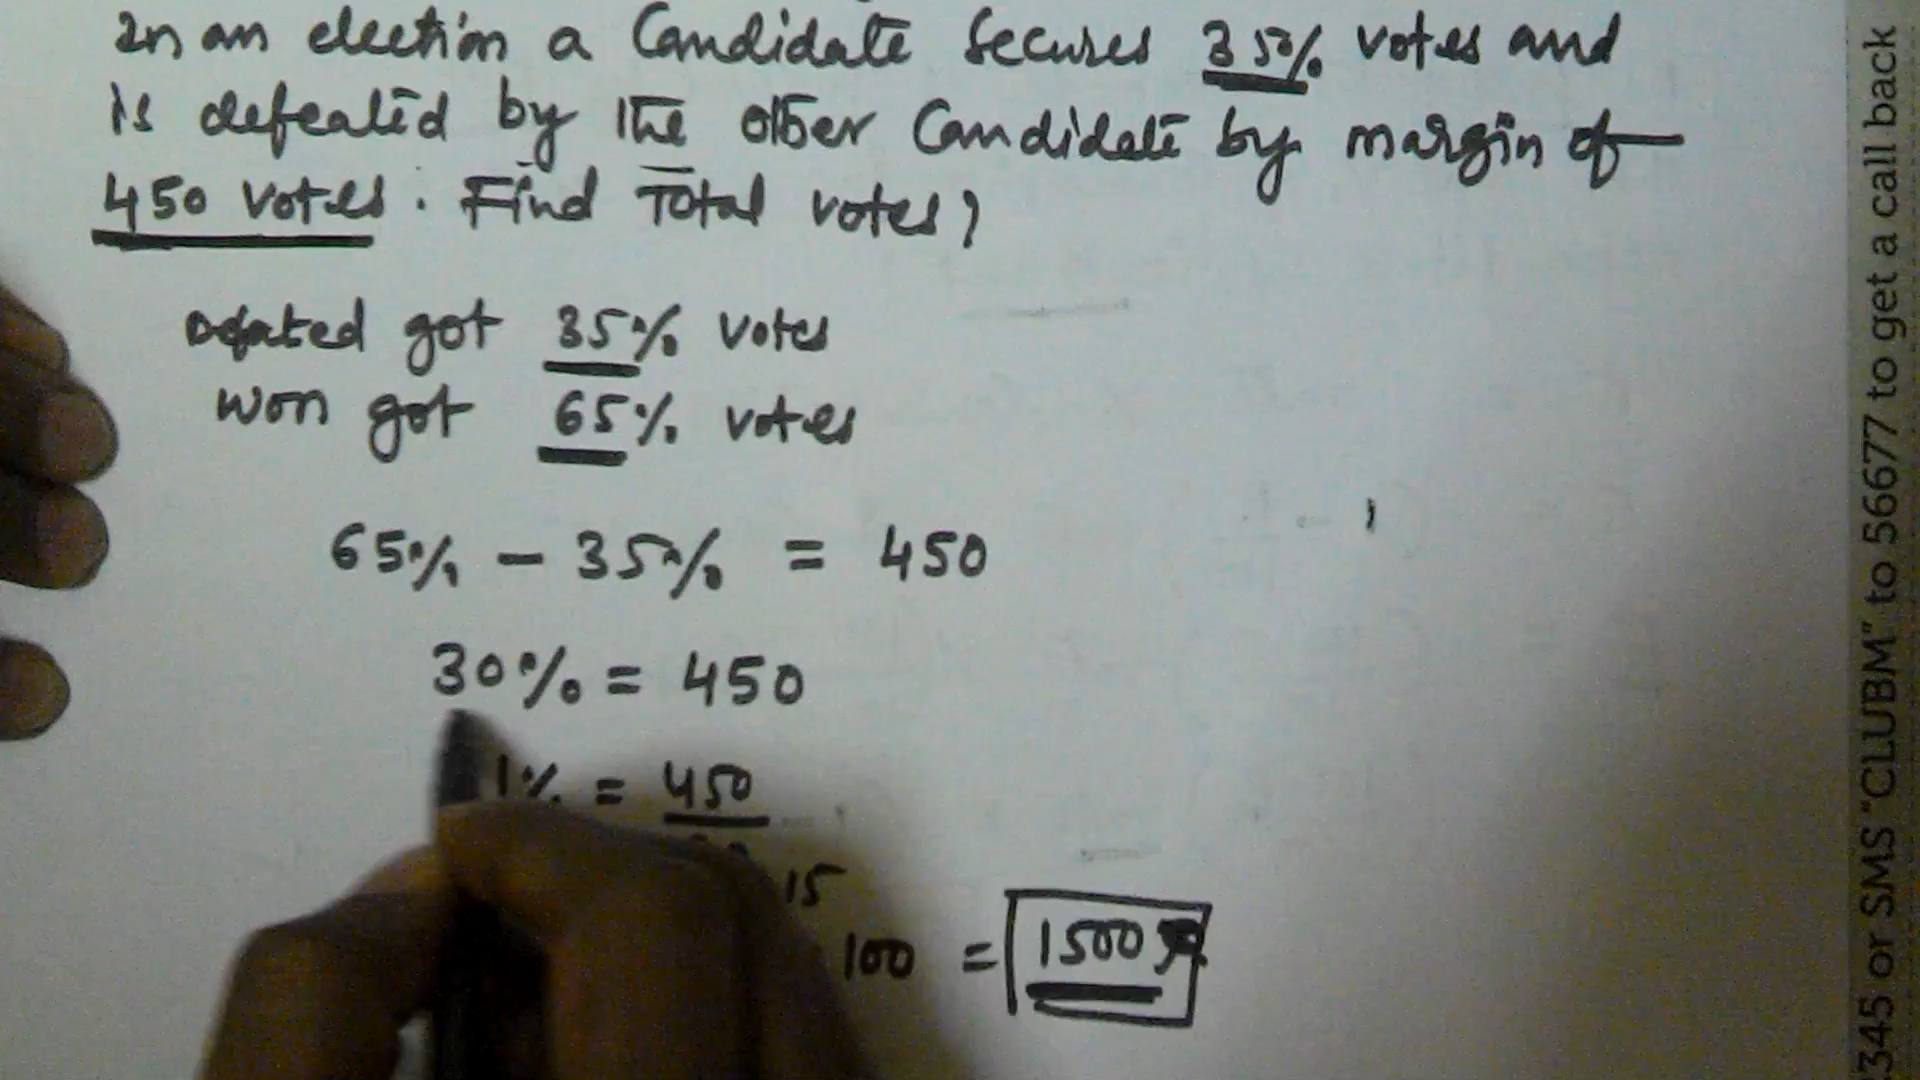 In an election a Candidate Secures 35% votes and
is defeated by the other Candidate by margin of
450 votes. Find Total votes?
Defeated got 35% votes
won got 65% votes
65% - 35% = 450
30% = 450
1% = 450
15
100 = 1500
345 or SMS "CLUBM" to 56677 to get a call back